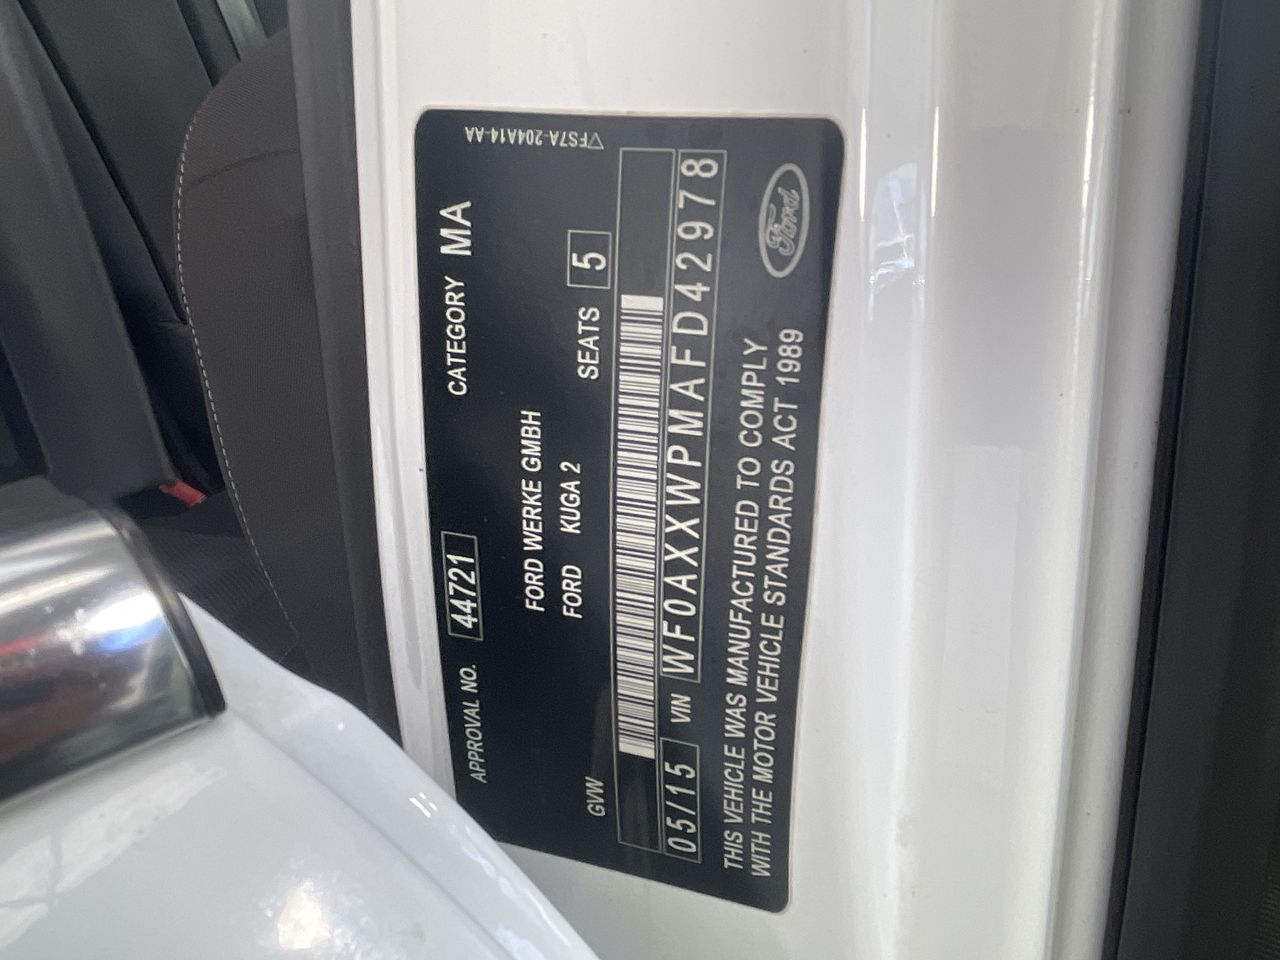 ▽FS7A-204A14-AA
APPROVAL NO. 44721 CATEGORY MA
FORD WERKE GMBH
FORD KUGA 2
GVW SEATS 5
05/15 VIN WF0AXXWPMAFD42978
THIS VEHICLE WAS MANUFACTURED TO COMPLY
WITH THE MOTOR VEHICLE STANDARDS ACT 1989
Ford